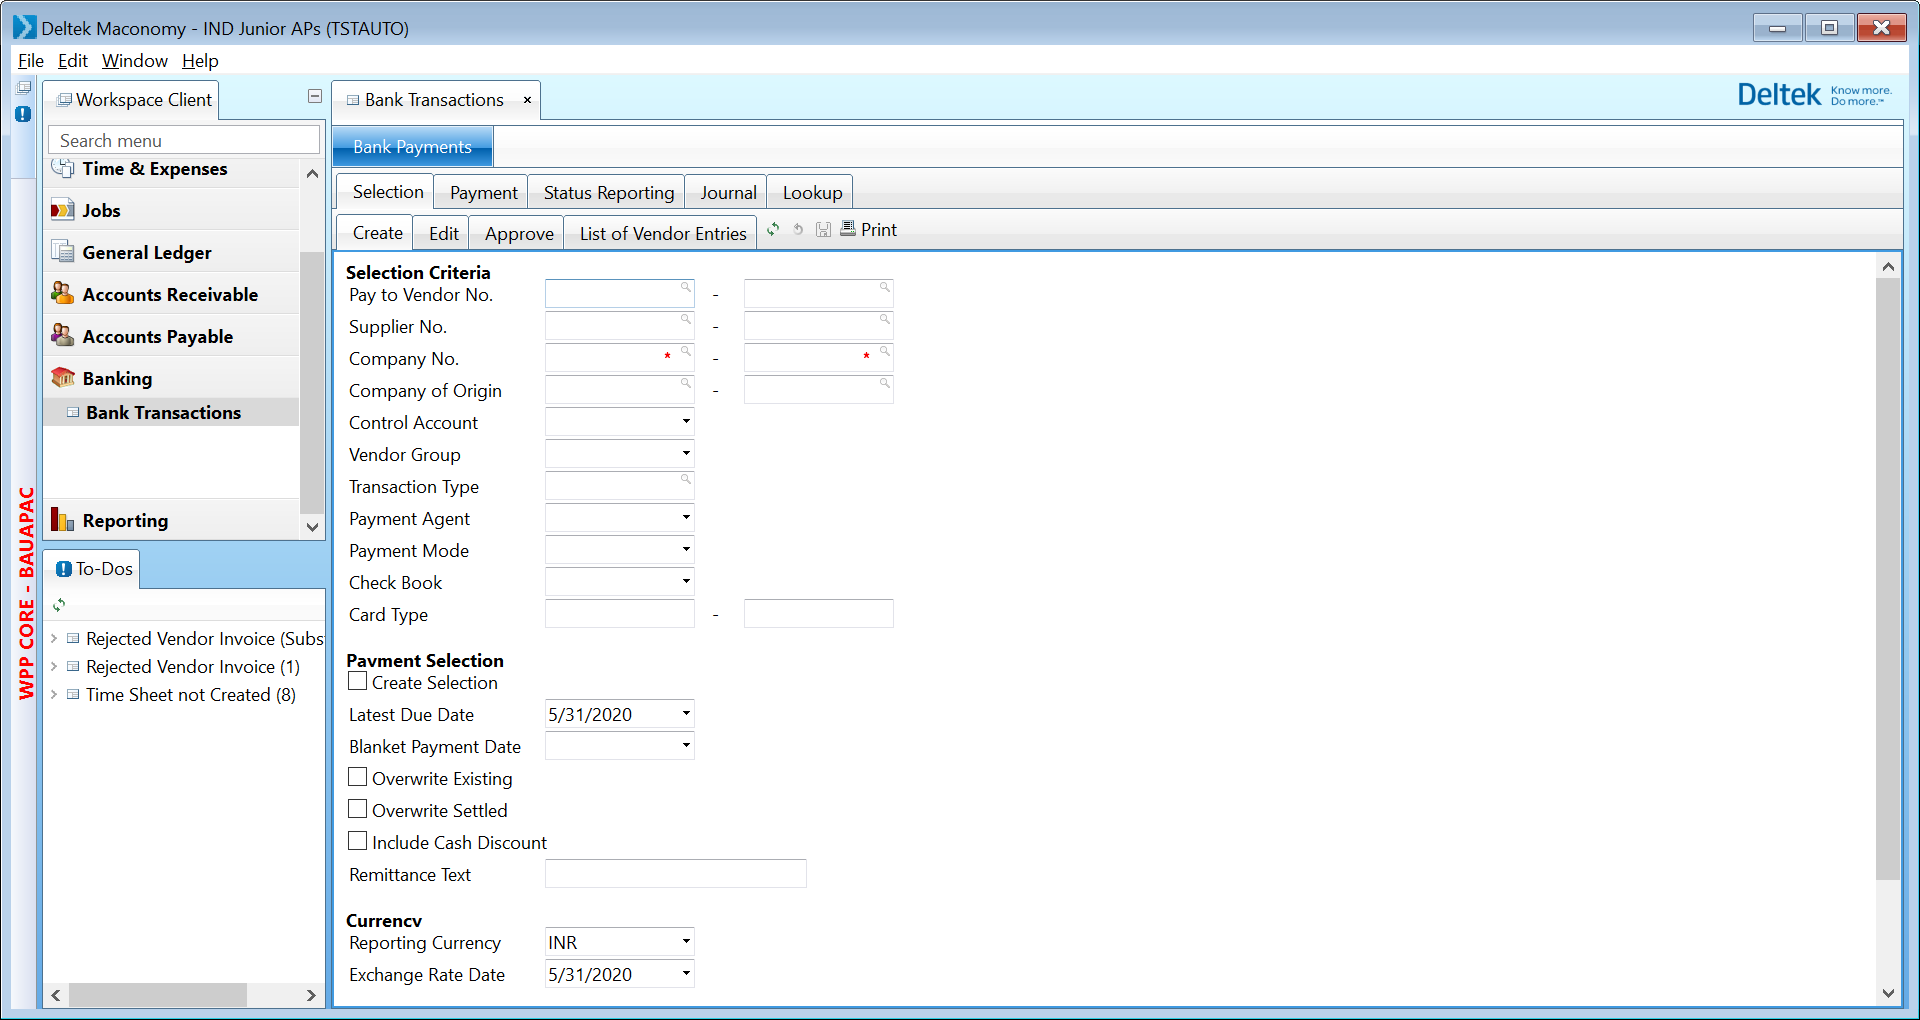 Deltek Maconomy - IND Junior APs (TSTAUTO)
File Edit Window Help
Workspace Client
Bank Transactions ×
Deltek Know more. Do more.™
Search menu
Bank Payments
Time & Expenses
Jobs
General Ledger
Accounts Receivable
Accounts Payable
Banking
Bank Transactions
Reporting
WPP CORE - BAUAPAC
To-Dos
Rejected Vendor Invoice (Subs
Rejected Vendor Invoice (1)
Time Sheet not Created (8)
Selection Payment Status Reporting Journal Lookup
Create Edit Approve List of Vendor Entries Print
Selection Criteria
Pay to Vendor No. -
Supplier No. -
Company No. * - *
Company of Origin -
Control Account
Vendor Group
Transaction Type
Payment Agent
Payment Mode
Check Book
Card Type -
Payment Selection
Create Selection
Latest Due Date 5/31/2020
Blanket Payment Date
Overwrite Existing
Overwrite Settled
Include Cash Discount
Remittance Text
Currency
Reporting Currency INR
Exchange Rate Date 5/31/2020